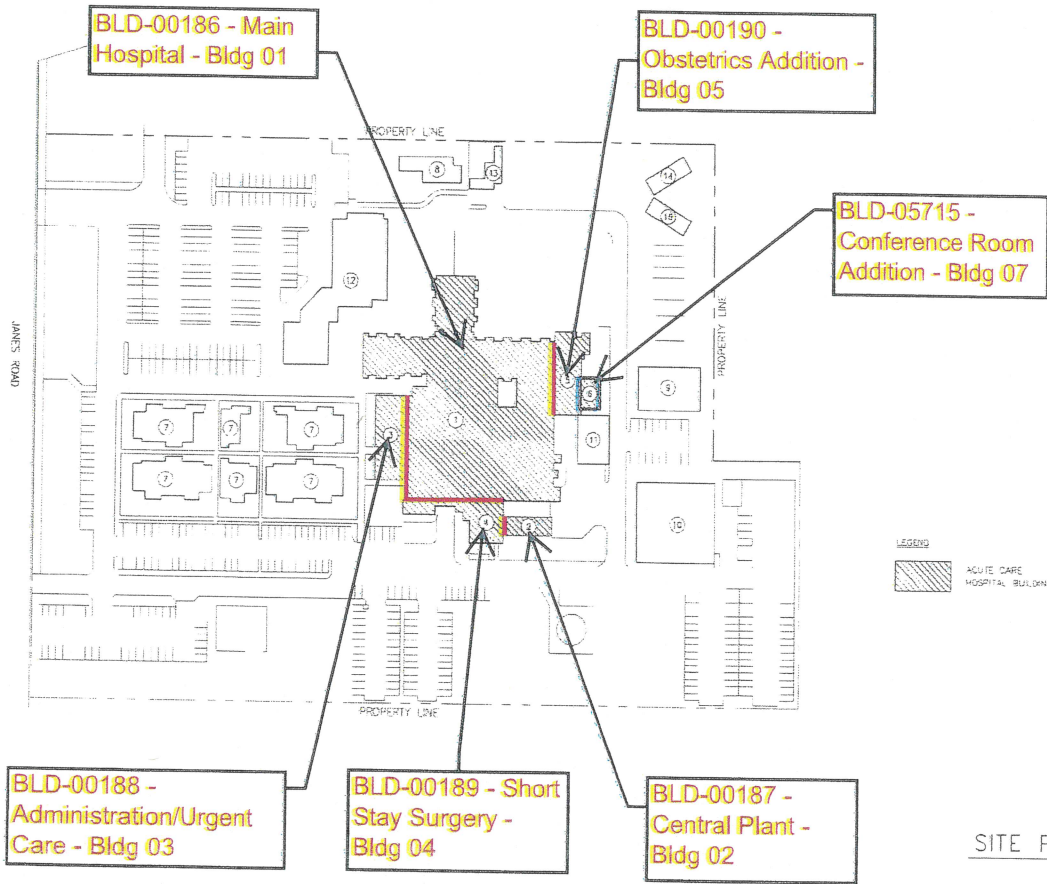 BLD-00186 - Main
Hospital - Bldg 01
BLD-00190 -
Obstetrics Addition -
Bldg 05
BLD-05715 -
Conference Room
Addition - Bldg 07
PROPERTY LINE
8
13
14
15
12
PROPERTY LINE
JANES ROAD
5
6
9
7
7
7
1
3
11
7
7
7
4
2
10
LEGEND
ACUTE CARE
HOSPITAL BUILDIN
PROPERTY LINE
BLD-00188 -
Administration/Urgent
Care - Bldg 03
BLD-00189 - Short
Stay Surgery -
Bldg 04
BLD-00187 -
Central Plant -
Bldg 02
SITE P